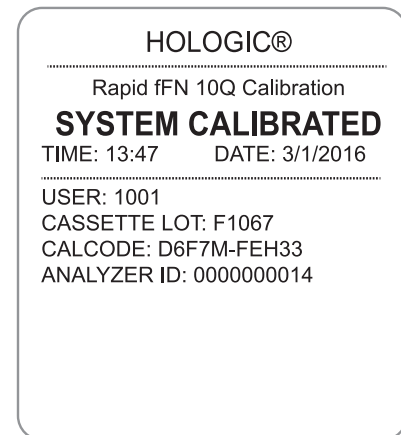 HOLOGIC®
Rapid fFN 10Q Calibration
SYSTEM CALIBRATED
TIME: 13:47 DATE: 3/1/2016
USER: 1001
CASSETTE LOT: F1067
CALCODE: D6F7M-FEH33
ANALYZER ID: 0000000014